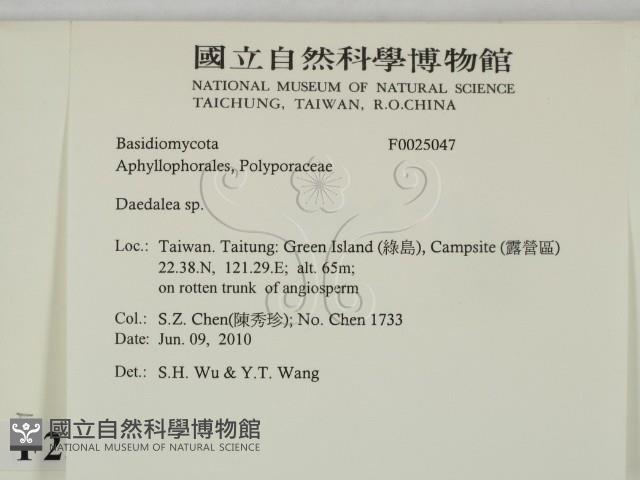 國立自然科學博物館
NATIONAL MUSEUM OF NATURAL SCIENCE
TAICHUNG, TAIWAN, R.O.CHINA
Basidiomycota F0025047
Aphyllophorales, Polyporaceae
Daedalea sp.
Loc.: Taiwan. Taitung: Green Island (綠島), Campsite (露營區)
22.38.N, 121.29.E; alt. 65m;
on rotten trunk of angiosperm
Col.: S.Z. Chen(陳秀珍); No. Chen 1733
Date: Jun. 09, 2010
Det.: S.H. Wu & Y.T. Wang
國立自然科學博物館
NATIONAL MUSEUM OF NATURAL SCIENCE